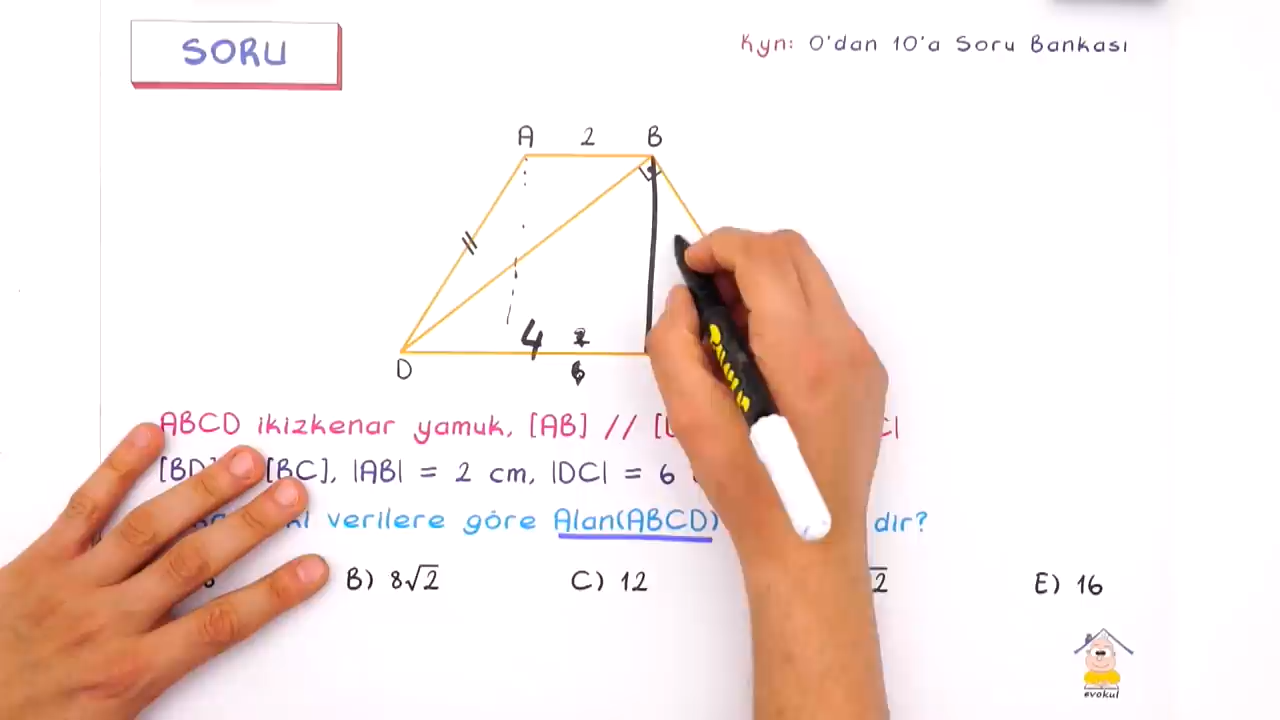 SORU
Kyn: 0'dan 10'a Soru Bankası
A 2 B
4
D 6
ABCD ikizkenar yamuk, [AB] //
[BC], |AB| = 2 cm, |DC| = 6
verilere göre Alan(ABCD) dır?
B) 8√2 C) 12 E) 16
evokul